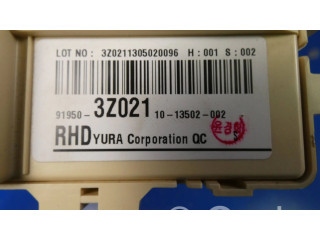 LOT NO : 3Z0211305020096 H : 001 S : 002
91950- 3Z021 10-13502-002
RHD YURA Corporation QC